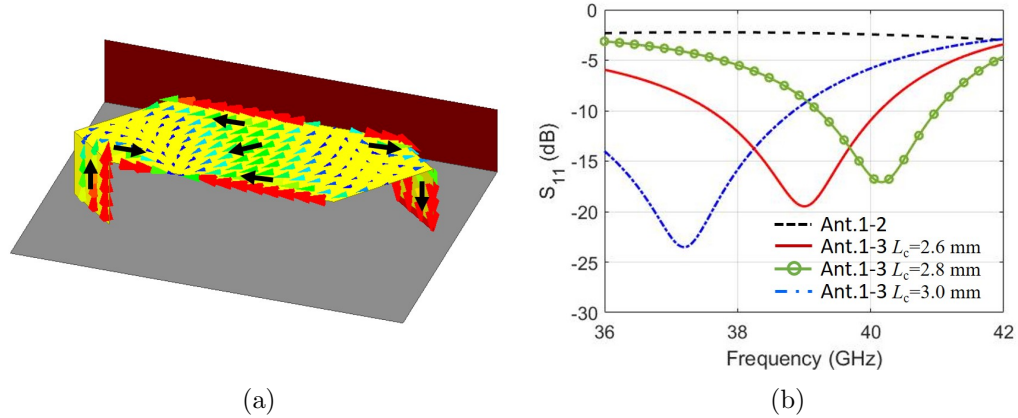 (a)
0
-5
-10
-15
-20
-25
-30
S11 (dB)
Ant.1-2
Ant.1-3 Lc=2.6 mm
Ant.1-3 Lc=2.8 mm
Ant.1-3 Lc=3.0 mm
36 38 40 42
Frequency (GHz)
(b)